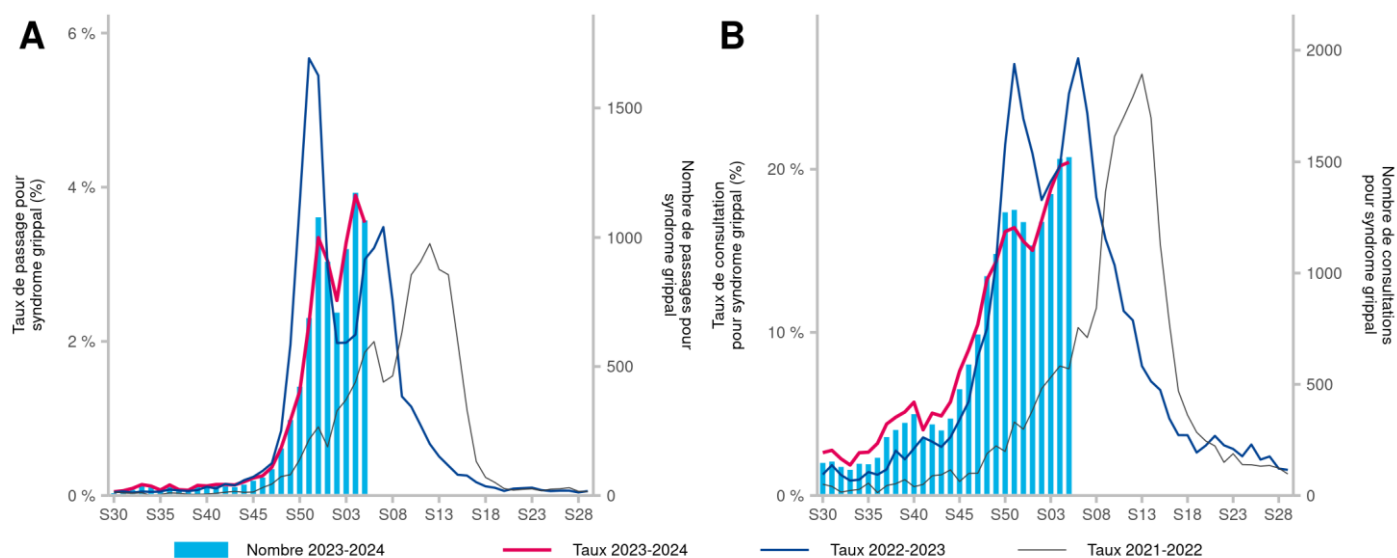 A
6 %
4 %
2 %
0 %
Taux de passage pour
syndrome grippal (%)
1500
1000
500
0
Nombre de passages pour
syndrome grippal
S30 S35 S40 S45 S50 S03 S08 S13 S18 S23 S28
B
20 %
10 %
0 %
Taux de consultation
pour syndrome grippal (%)
2000
1500
1000
500
0
Nombre de consultations
pour syndrome grippal
S30 S35 S40 S45 S50 S03 S08 S13 S18 S23 S28
Nombre 2023-2024 Taux 2023-2024 Taux 2022-2023 Taux 2021-2022